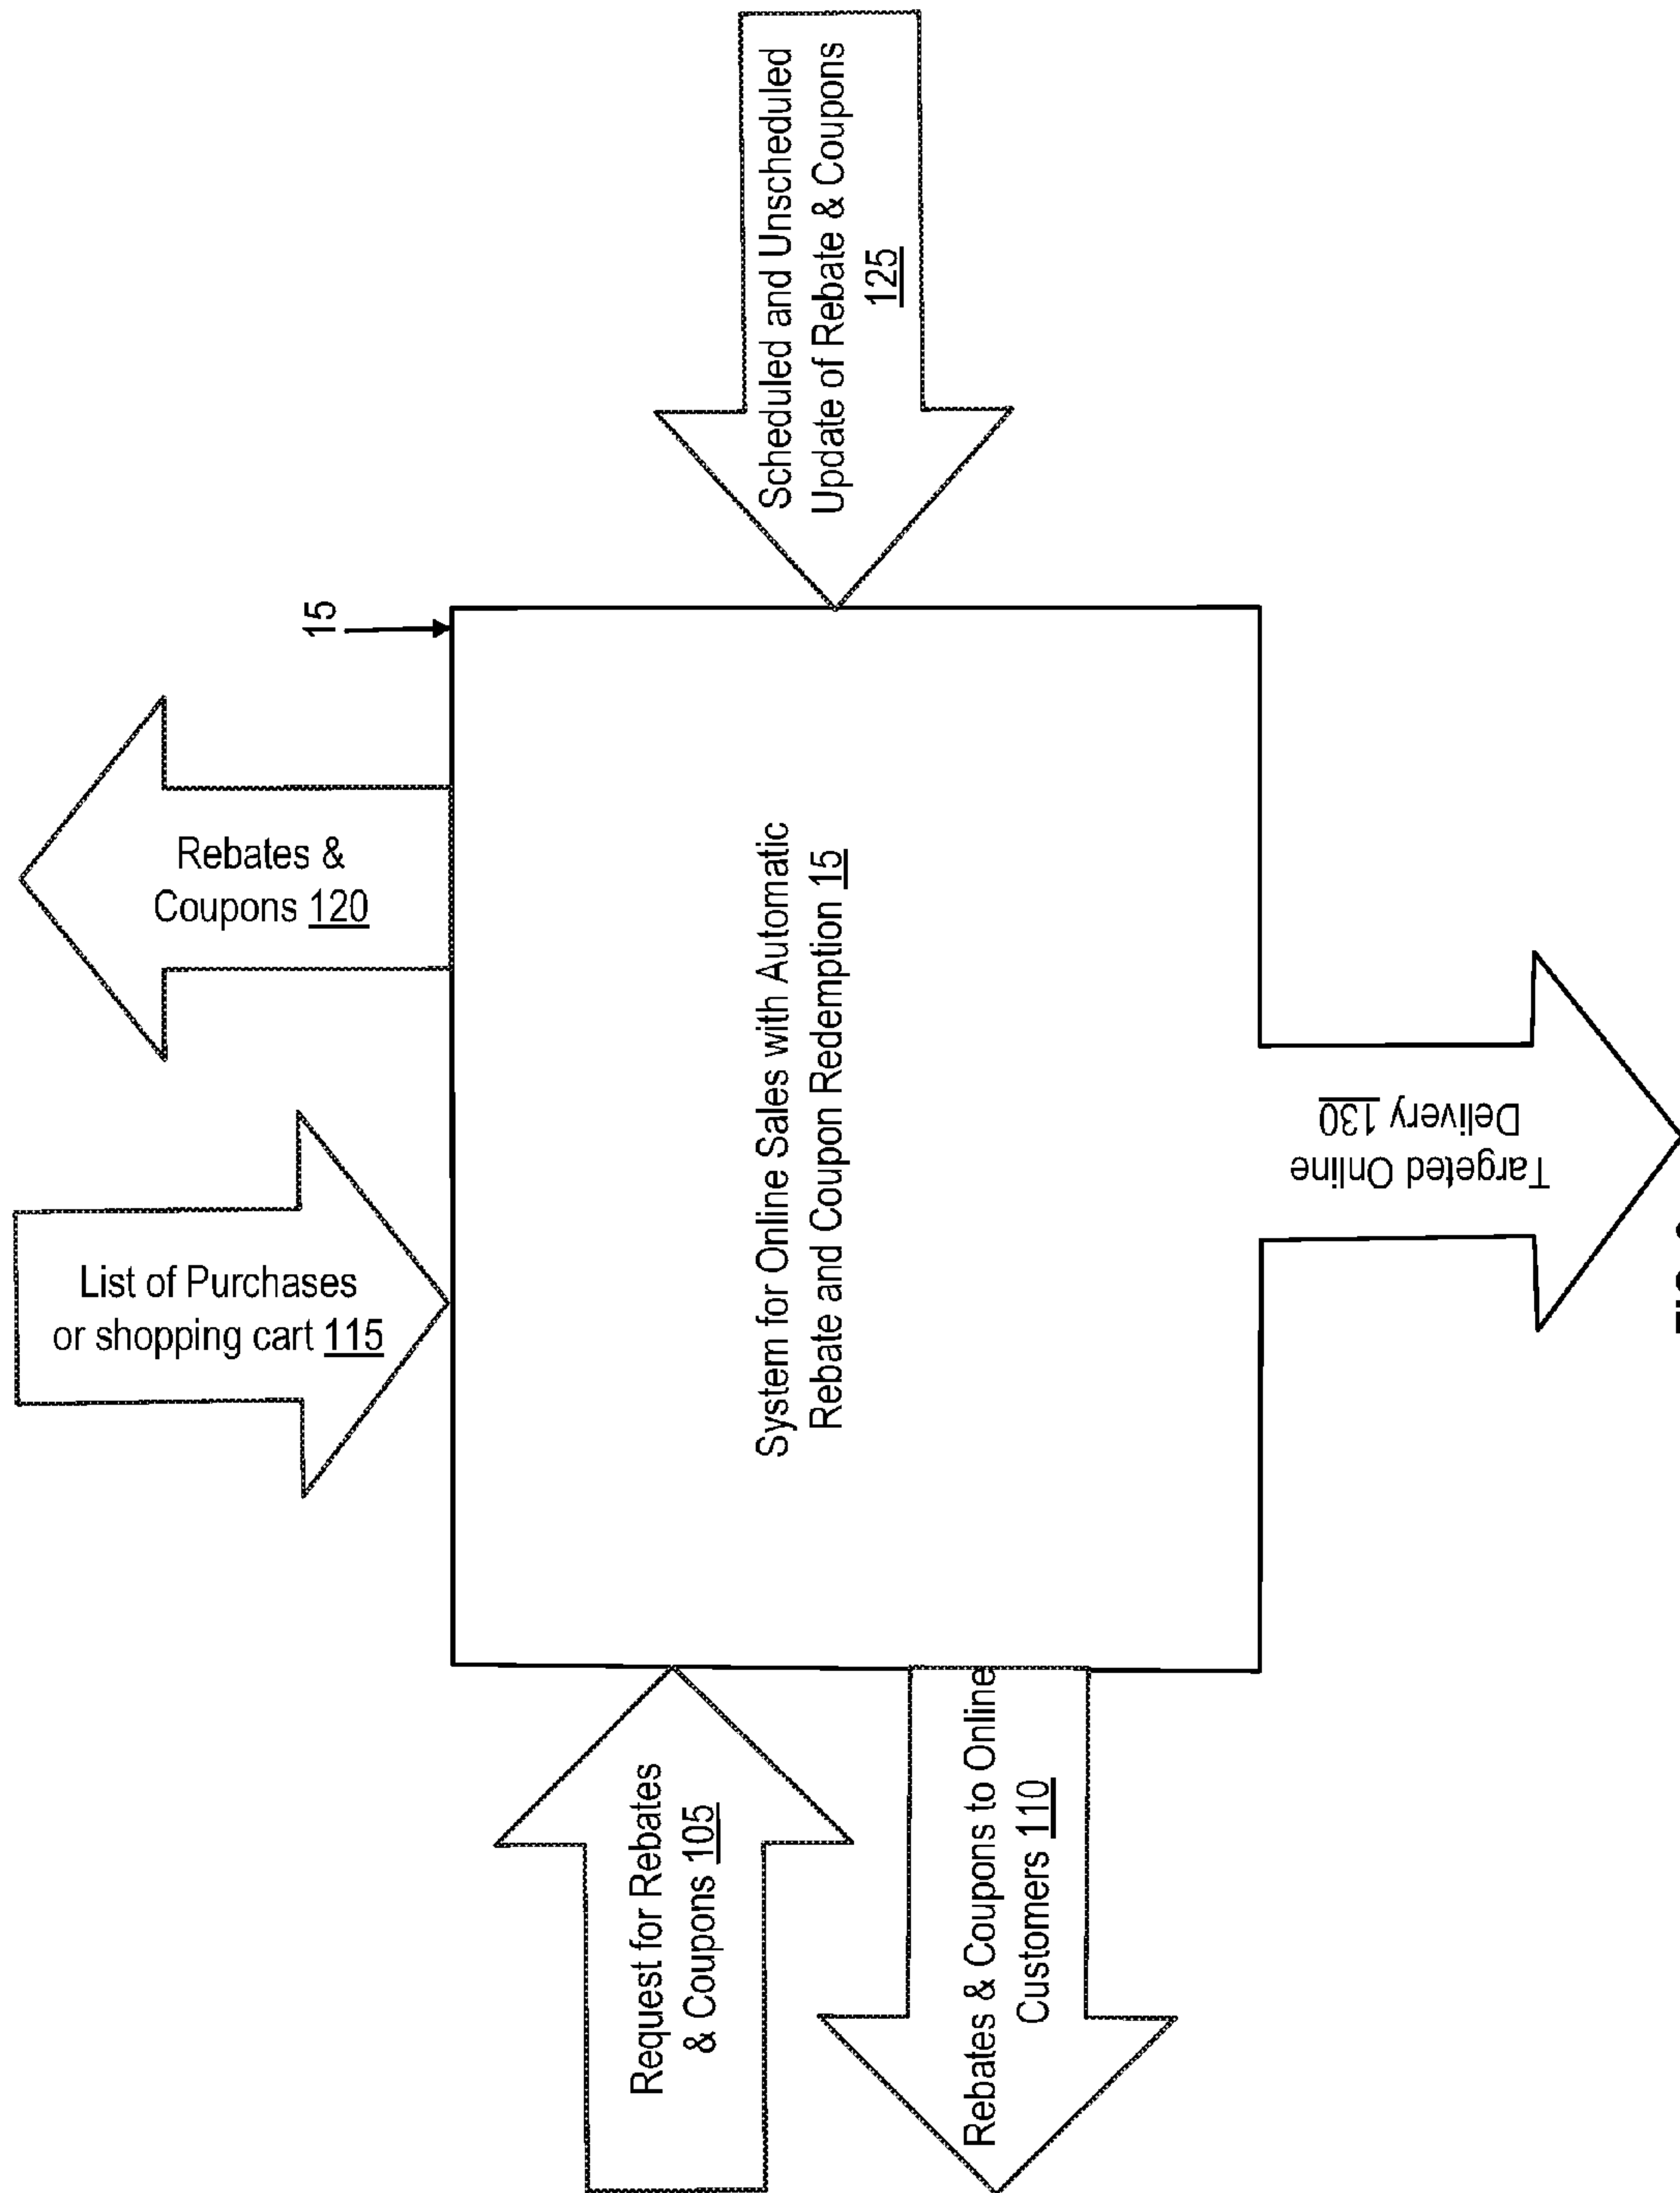 Rebates &
Coupons 120
15
Scheduled and Unscheduled
Update of Rebate & Coupons
125
List of Purchases
or shopping cart 115
System for Online Sales with Automatic
Rebate and Coupon Redemption 15
Request for Rebates
& Coupons 105
Rebates & Coupons to Online
Customers 110
Targeted Online
Delivery 130